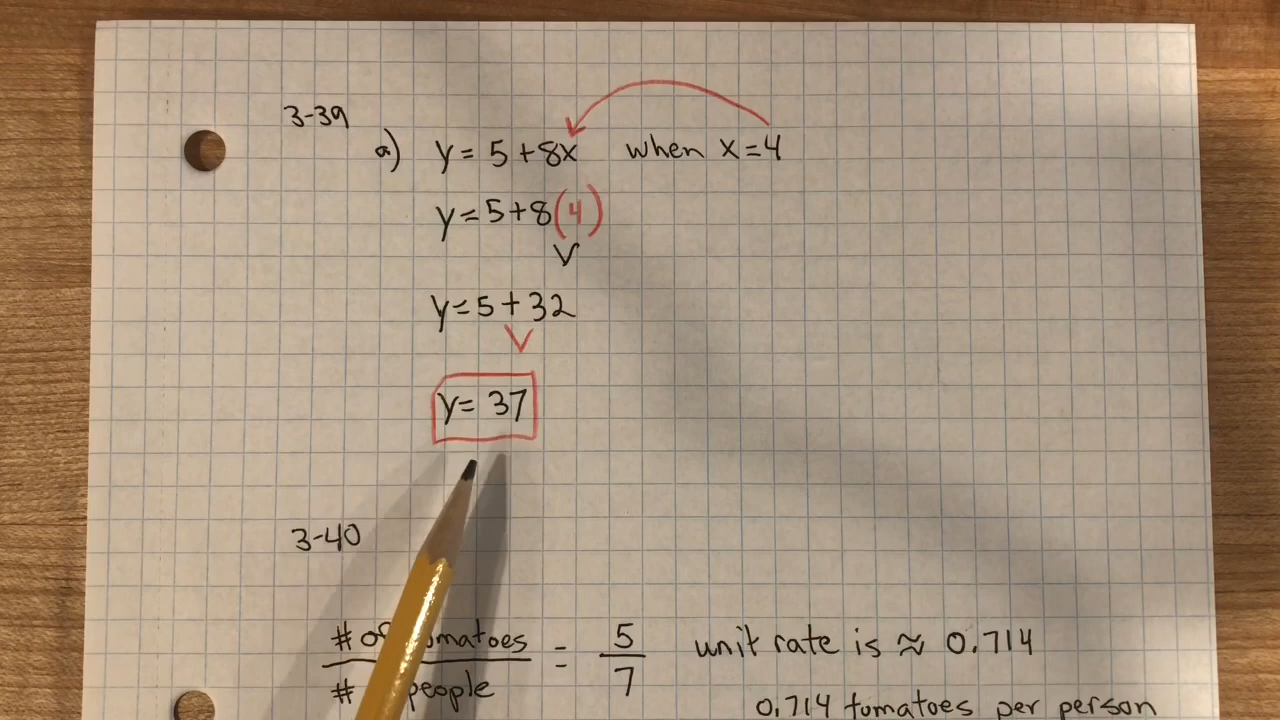 3-39
a) y = 5 + 8x when x = 4
y = 5 + 8(4)
y = 5 + 32
y = 37
3-40
# of tomatoes
# people
= 5/7 unit rate is ≈ 0.714
0.714 tomatoes per person